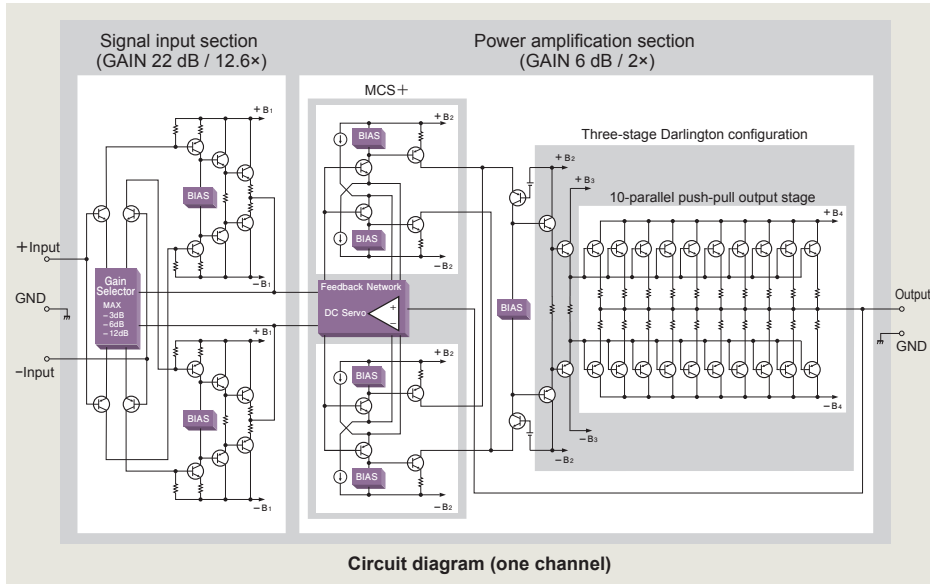 Signal input section
(GAIN 22 dB / 12.6×)
Power amplification section
(GAIN 6 dB / 2×)
MCS+
Three-stage Darlington configuration
10-parallel push-pull output stage
+B1
+B2
+B2
+B3
+B4
BIAS
BIAS
BIAS
+Input
GND
−Input
Gain
Selector
MAX
−3dB
−6dB
−12dB
−B1
−B2
Feedback Network
DC Servo
+
BIAS
Output
GND
+B1
+B2
BIAS
BIAS
BIAS
−B1
−B2
−B2
−B3
−B4
Circuit diagram (one channel)